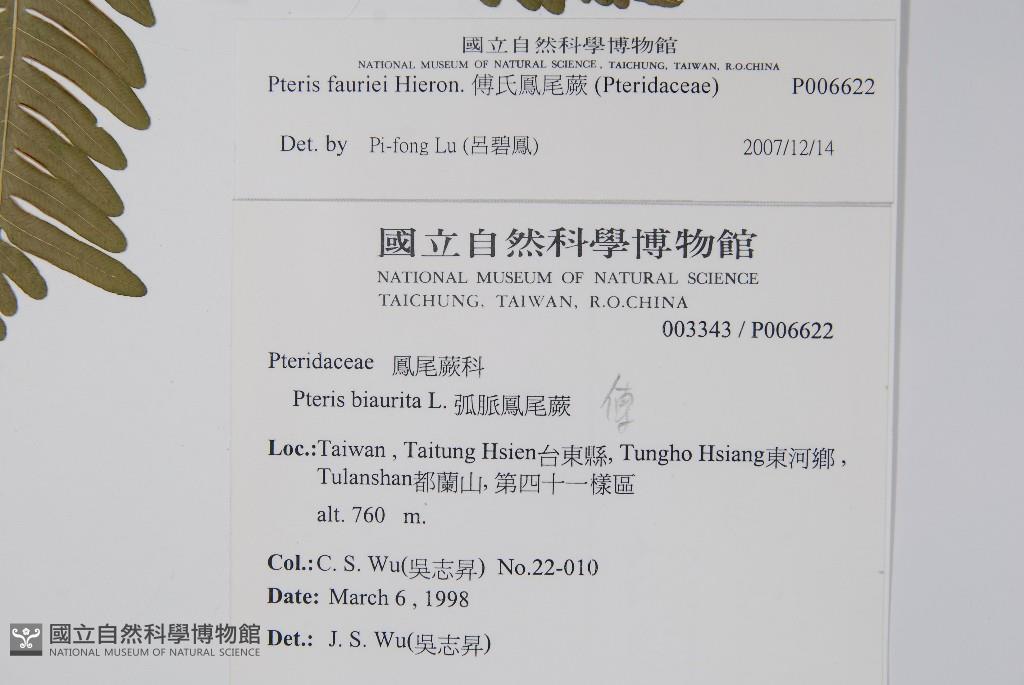 國立自然科學博物館
NATIONAL MUSEUM OF NATURAL SCIENCE , TAICHUNG, TAIWAN, R.O.CHINA
Pteris fauriei Hieron. 傅氏鳳尾蕨 (Pteridaceae) P006622
Det. by Pi-fong Lu (呂碧鳳) 2007/12/14
國立自然科學博物館
NATIONAL MUSEUM OF NATURAL SCIENCE
TAICHUNG, TAIWAN, R.O.CHINA
003343 / P006622
Pteridaceae 鳳尾蕨科
Pteris biaurita L. 弧脈鳳尾蕨 傅
Loc.:Taiwan , Taitung Hsien台東縣, Tungho Hsiang東河鄉 ,
Tulanshan都蘭山, 第四十一樣區
alt. 760 m.
Col.:C. S. Wu(吳志昇) No.22-010
Date: March 6 , 1998
Det.: J. S. Wu(吳志昇)
國立自然科學博物館
NATIONAL MUSEUM OF NATURAL SCIENCE